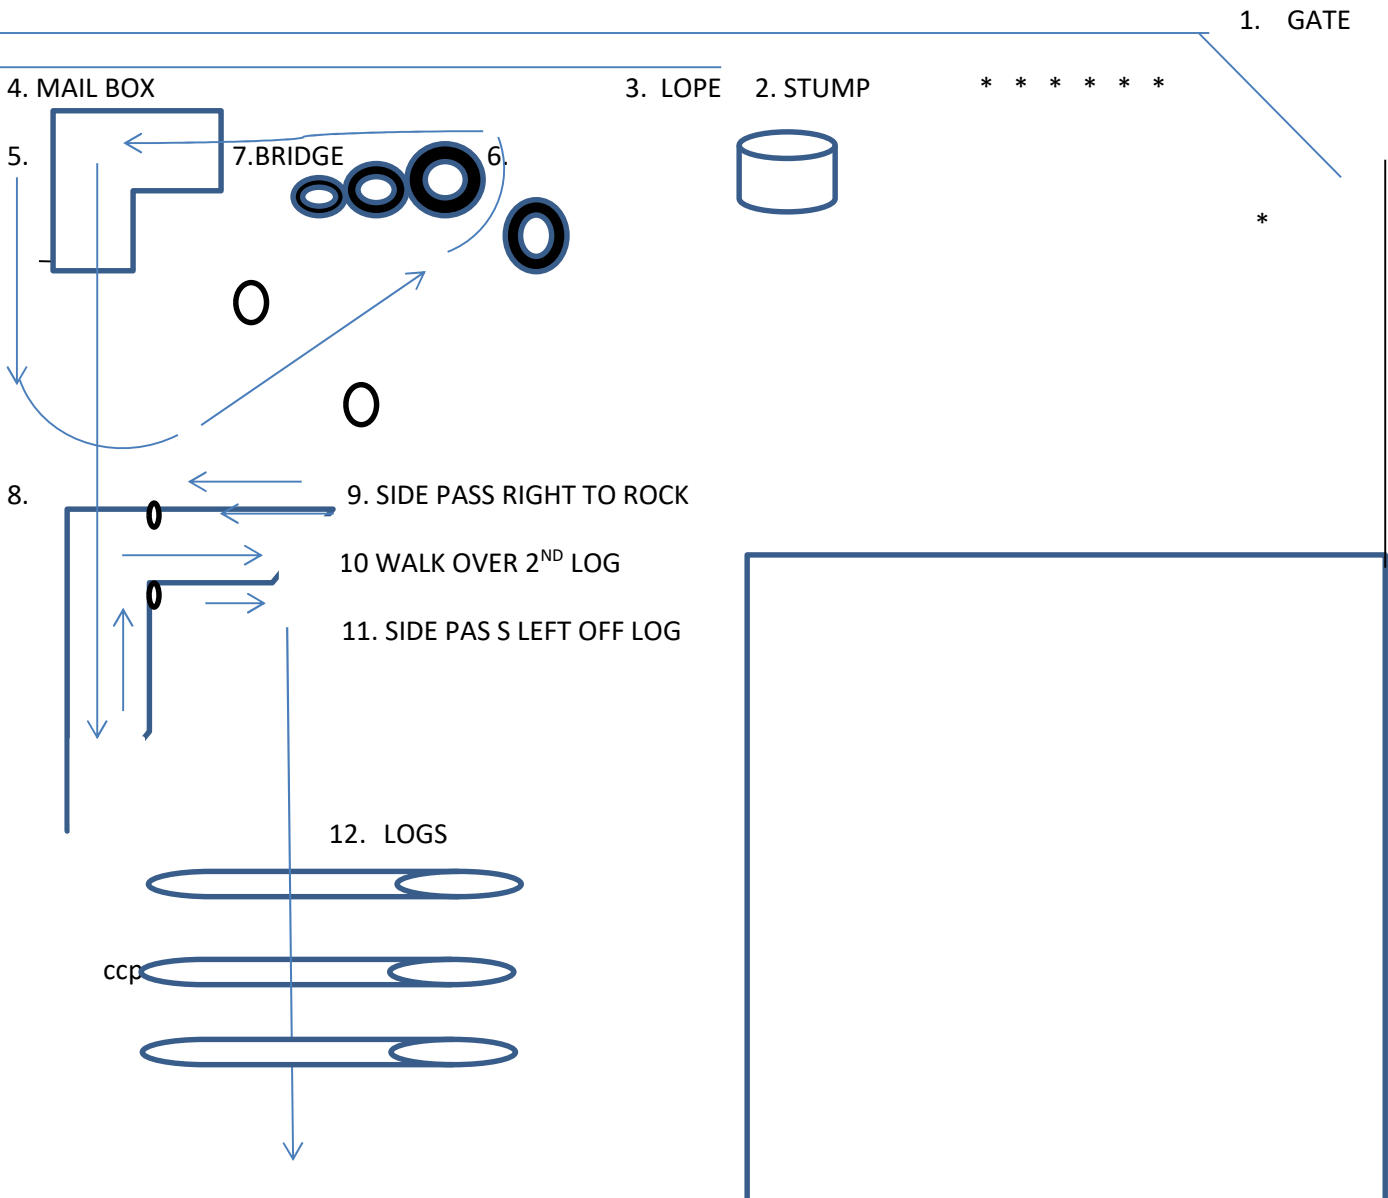 1. GATE
4. MAIL BOX 3. LOPE 2. STUMP * * * * * *
5. 7.BRIDGE 6.
*
8. 9. SIDE PASS RIGHT TO ROCK
10 WALK OVER 2ND LOG
11. SIDE PAS S LEFT OFF LOG
12. LOGS
ccp